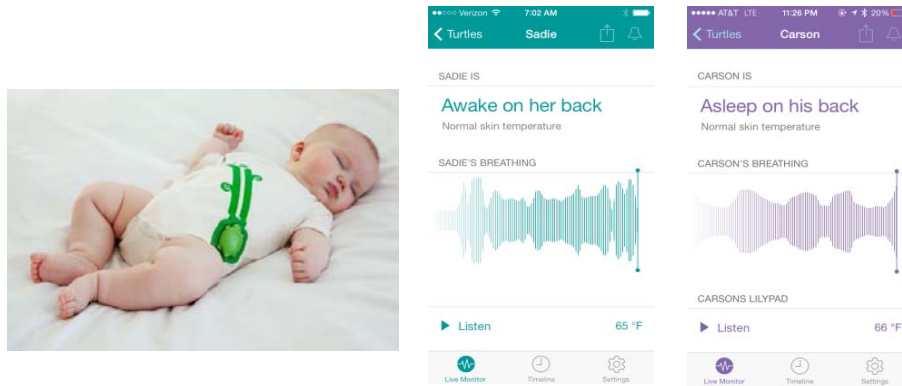 Verizon 7:02 AM
Turtles Sadie
SADIE IS
Awake on her back
Normal skin temperature
SADIE'S BREATHING
Listen 65 °F
Live Monitor Timeline Settings
AT&T LTE 11:26 PM 20%
Turtles Carson
CARSON IS
Asleep on his back
Normal skin temperature
CARSON'S BREATHING
CARSONS LILYPAD
Listen 66 °F
Live Monitor Timeline Settings